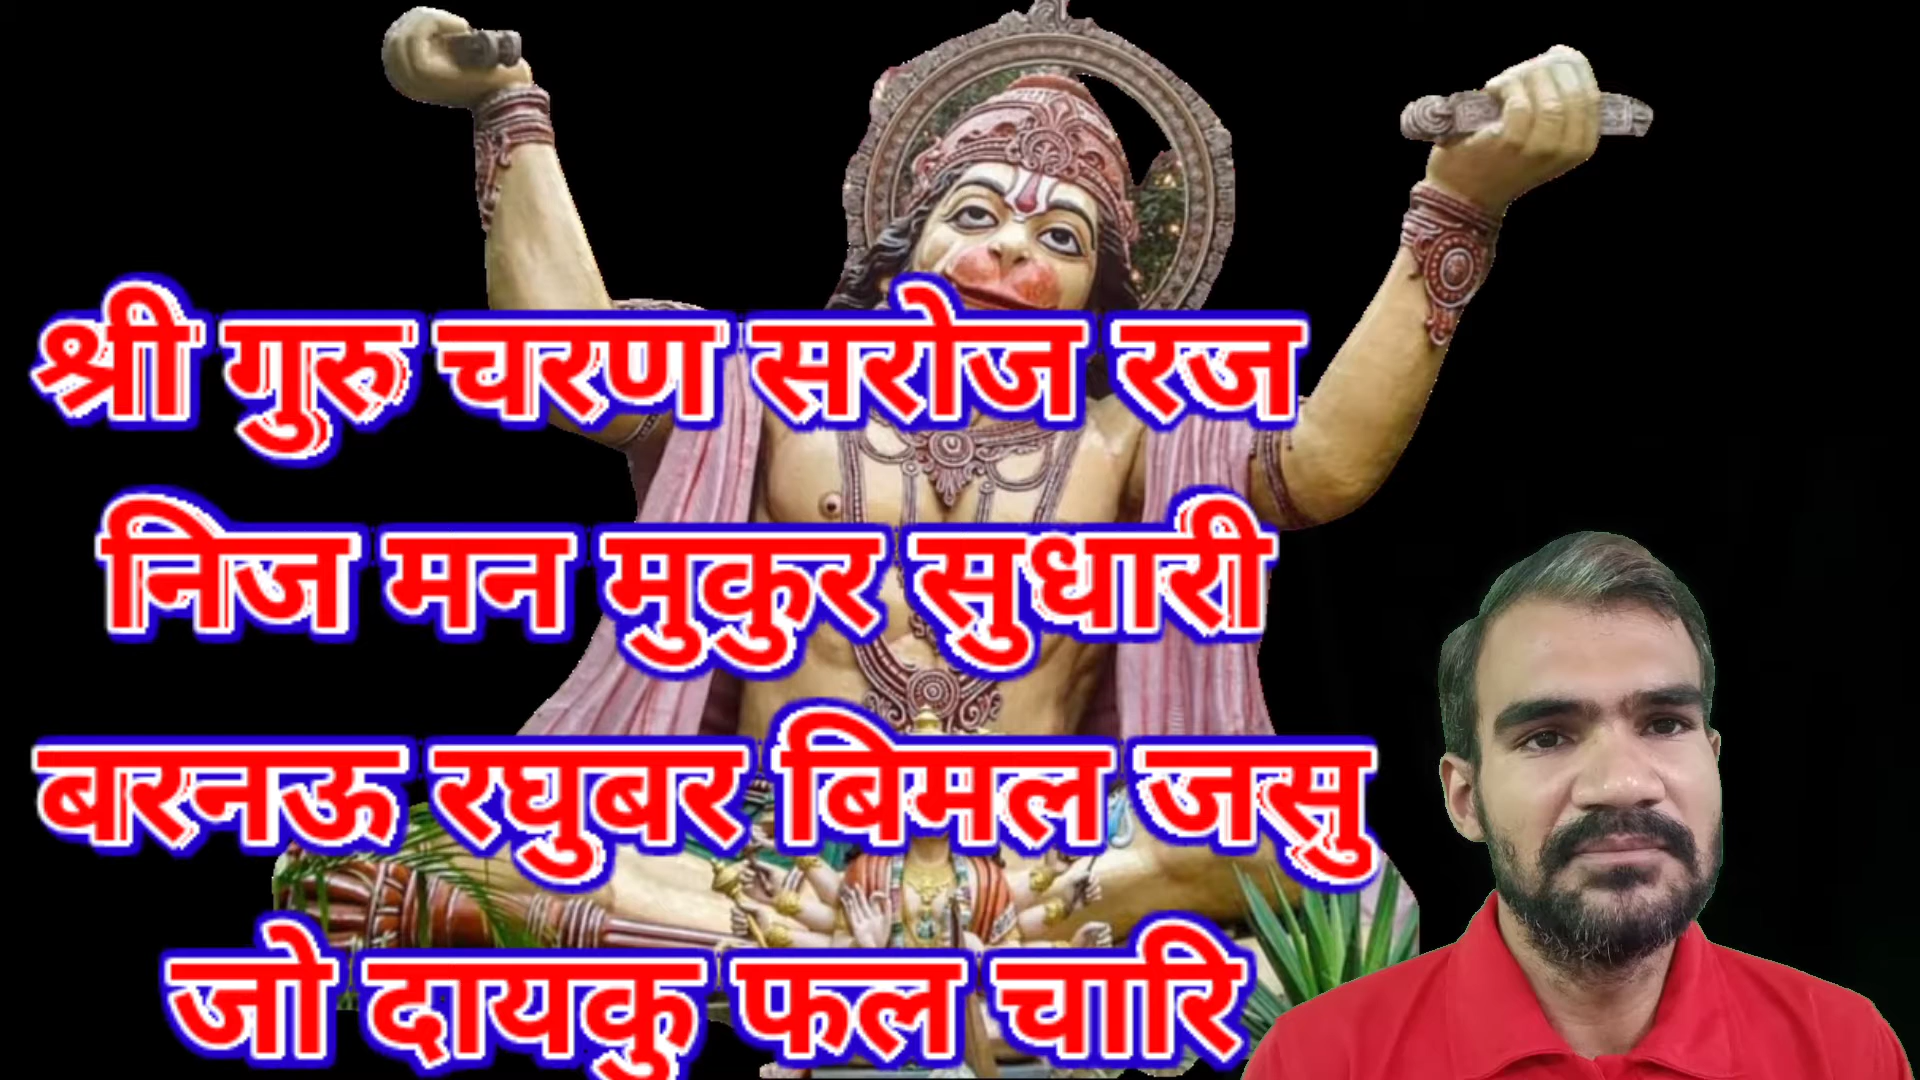 श्री गुरु चरण सरोज रज
निज मन मुकुर सुधारी
बरनऊ रघुबर बिमल जसु
जो दायकु फल चारि